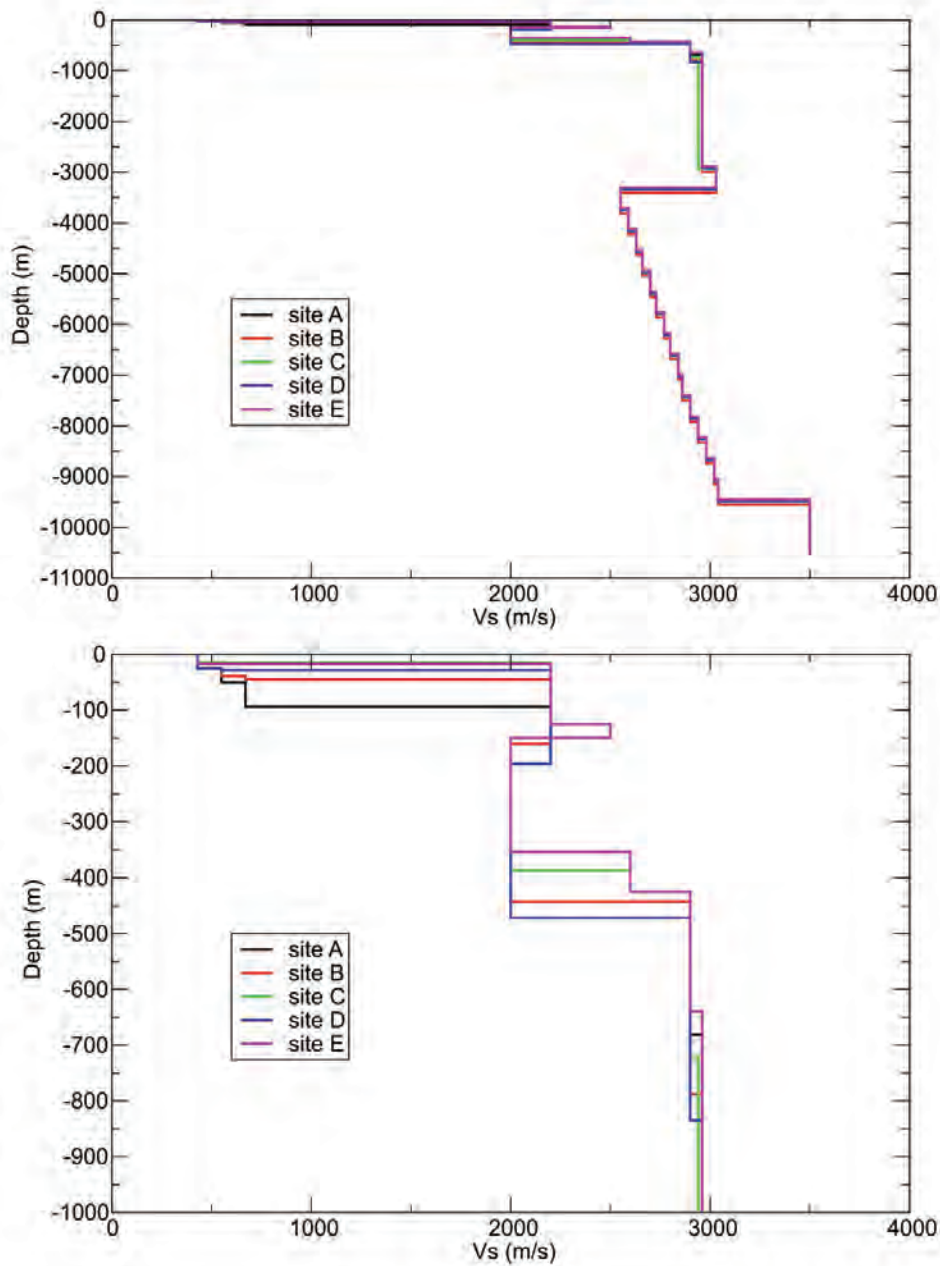 0
-1000
-2000
-3000
-4000
-5000
-6000
-7000
-8000
-9000
-10000
-11000
Depth (m)
site A
site B
site C
site D
site E
0 1000 2000 3000 4000
Vs (m/s)
0
-100
-200
-300
-400
-500
-600
-700
-800
-900
-1000
Depth (m)
site A
site B
site C
site D
site E
0 1000 2000 3000 4000
Vs (m/s)